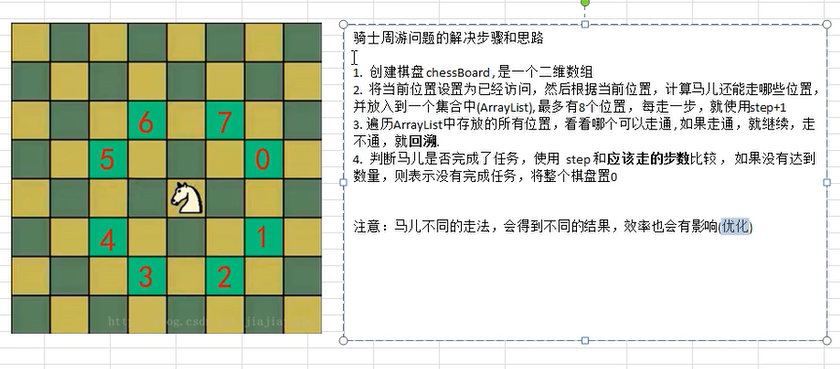 6 7
5 0
4 1
3 2
骑士周游问题的解决步骤和思路
1. 创建棋盘 chessBoard , 是一个二维数组
2. 将当前位置设置为已经访问，然后根据当前位置，计算马儿还能走哪些位置，
并放入到一个集合中(ArrayList), 最多有8个位置， 每走一步，就使用step+1
3. 遍历ArrayList中存放的所有位置，看看哪个可以走通 , 如果走通，就继续，走
不通，就回溯.
4. 判断马儿是否完成了任务，使用 step 和应该走的步数比较 ， 如果没有达到
数量，则表示没有完成任务，将整个棋盘置0
注意：马儿不同的走法，会得到不同的结果，效率也会有影响(优化)